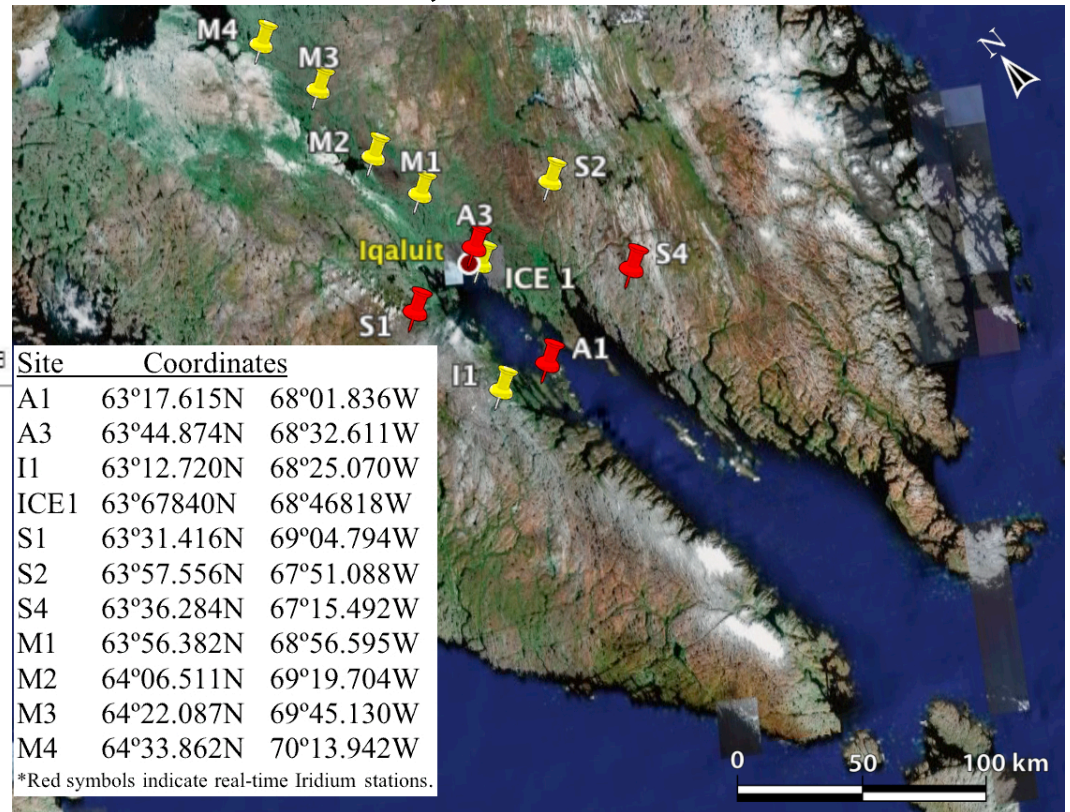 M4
N
M3
M2
M1
S2
A3
Iqaluit
S4
ICE 1
S1
A1
I1
Site Coordinates
A1 63º17.615N 68º01.836W
A3 63º44.874N 68º32.611W
I1 63º12.720N 68º25.070W
ICE1 63º67840N 68º46818W
S1 63º31.416N 69º04.794W
S2 63º57.556N 67º51.088W
S4 63º36.284N 67º15.492W
M1 63º56.382N 68º56.595W
M2 64º06.511N 69º19.704W
M3 64º22.087N 69º45.130W
M4 64º33.862N 70º13.942W
*Red symbols indicate real-time Iridium stations.
0 50 100 km